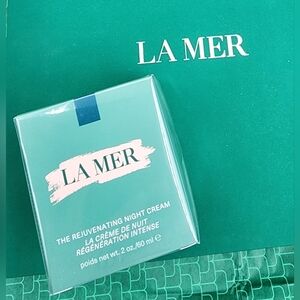 LA MER
LA MER
THE REJUVENATING NIGHT CREAM
LA CRÈME DE NUIT
RÉGÉNÉRATION INTENSE
poids net wt. 2 oz./60 ml e